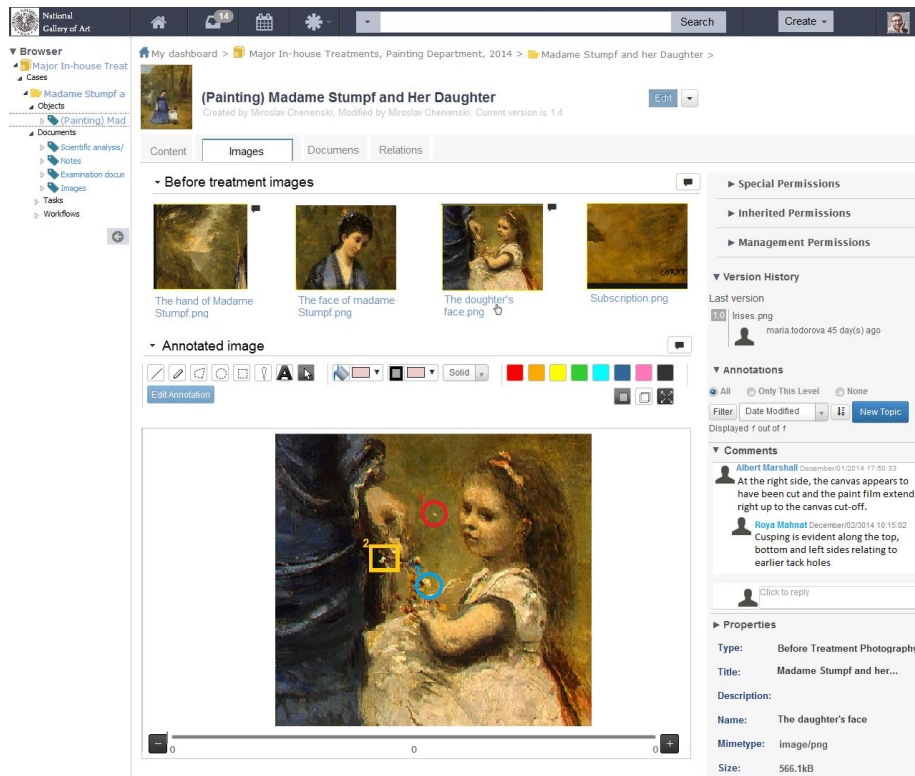 National
Gallery of Art
14
Search
Create
Browser
Major In-house Treat
Cases
Madame Stumpf a
Objects
(Painting) Mad
Documents
Scientific analysis/
Notes
Examination docun
Images
Tasks
Workflows
My dashboard > Major In-house Treatments, Painting Department, 2014 > Madame Stumpf and her Daughter >
(Painting) Madame Stumpf and Her Daughter
Created by Miroslav Chervenski, Modified by Miroslav Chervenski, Current version is 1.4
Edit
Content Images Documens Relations
Before treatment images
COROT
The hand of Madame
Stumpf.png
The face of madame
Stumpf.png
The doughter's
face.png
Subscription.png
Annotated image
A
Solid
Edit Annotation
2
0 0 0
Special Permissions
Inherited Permissions
Management Permissions
Version History
Last version
1.0 Irises.png
maria.todorova 45 day(s) ago
Annotations
All Only This Level None
Filter Date Modified New Topic
Displayed 1 out of 1
Comments
Albert Marshall December/01/2014 17:50:33
At the right side, the canvas appears to
have been cut and the paint film extend
right up to the canvas cut-off.
Roya Mahnat December/02/3014 10:15:02
Cusping is evident along the top,
bottom and left sides relating to
earlier tack holes
Click to reply
Properties
Type: Before Treatment Photography
Title: Madame Stumpf and her...
Description:
Name: The daughter's face
Mimetype: image/png
Size: 566.1kB